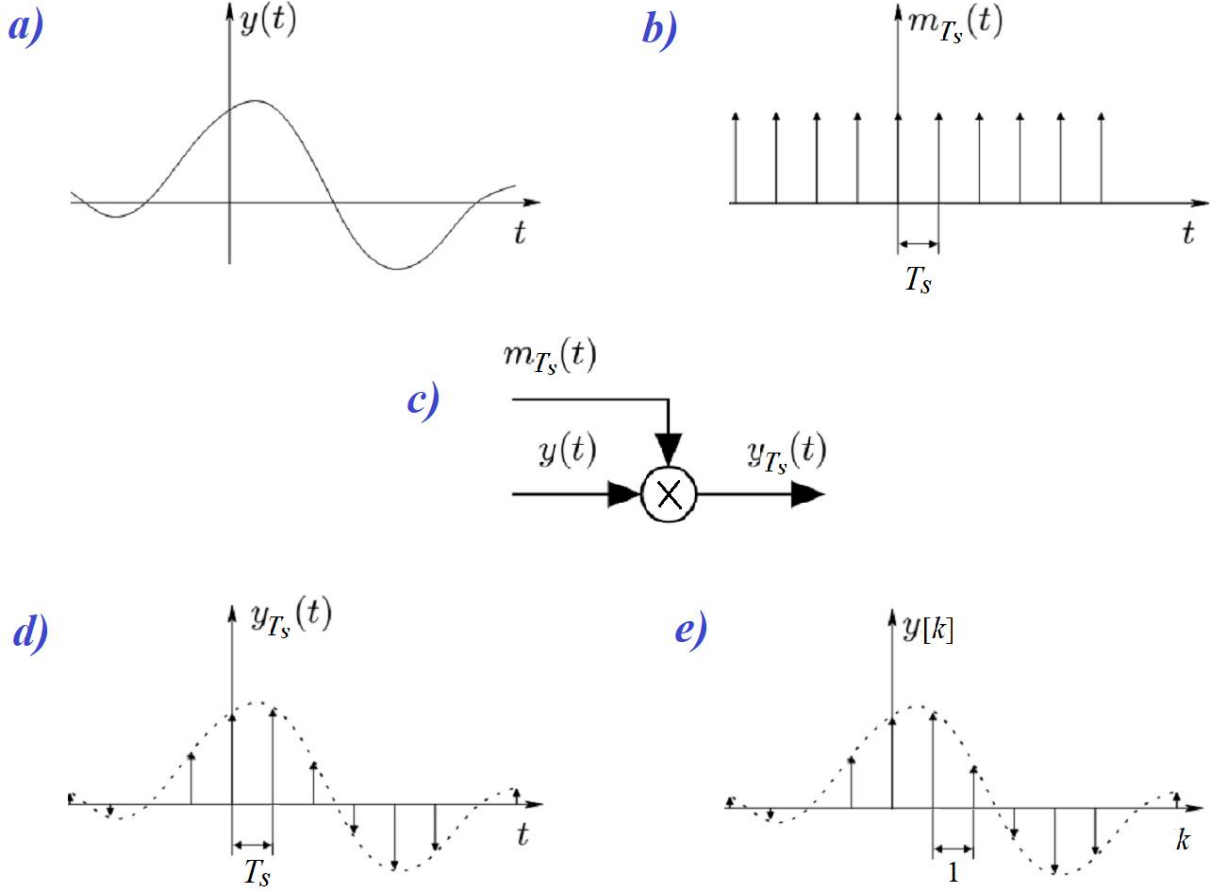 a)
y(t)
t
b)
m_{T_s}(t)
T_s
t
c)
m_{T_s}(t)
y(t)
y_{T_s}(t)
d)
y_{T_s}(t)
T_s
t
e)
y[k]
1
k